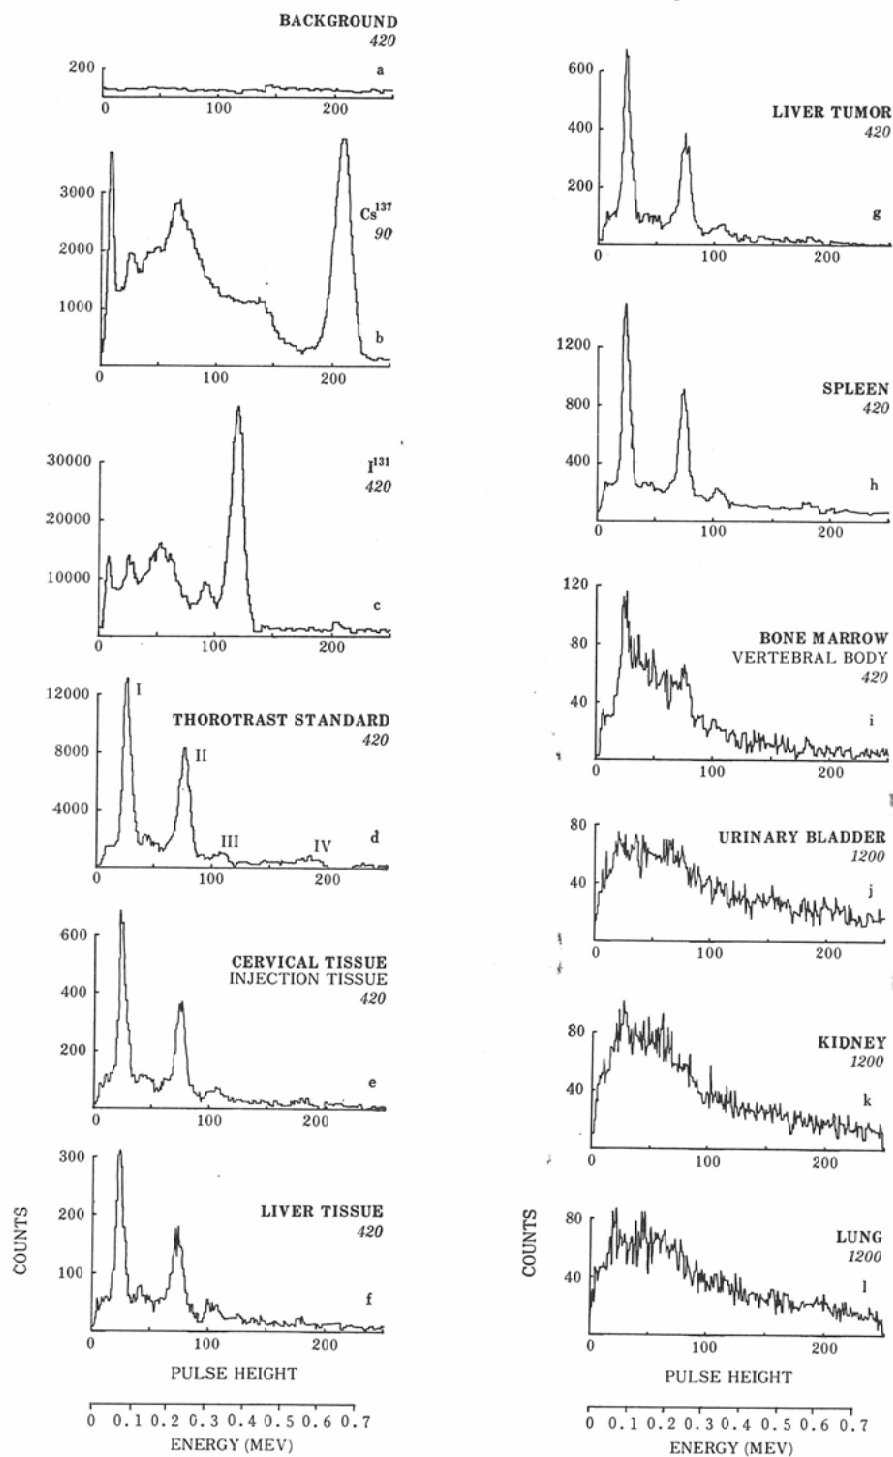 BACKGROUND
420
a
200
0 100 200
Cs¹³⁷
90
b
3000
2000
1000
0 100 200
I¹³¹
420
c
30000
20000
10000
0 100 200
THOROTRAST STANDARD
420
d
I
II
III
IV
12000
8000
4000
0 100 200
CERVICAL TISSUE
INJECTION TISSUE
420
e
600
400
200
0 100 200
LIVER TISSUE
420
f
300
200
100
0 100 200
COUNTS
PULSE HEIGHT
0 0.1 0.2 0.3 0.4 0.5 0.6 0.7
ENERGY (MEV)
LIVER TUMOR
420
g
600
400
200
0 100 200
SPLEEN
420
h
1200
800
400
0 100 200
BONE MARROW
VERTEBRAL BODY
420
i
120
80
40
0 100 200
URINARY BLADDER
1200
j
80
40
0 100 200
KIDNEY
1200
k
80
40
0 100 200
LUNG
1200
l
80
40
0 100 200
COUNTS
PULSE HEIGHT
0 0.1 0.2 0.3 0.4 0.5 0.6 0.7
ENERGY (MEV)